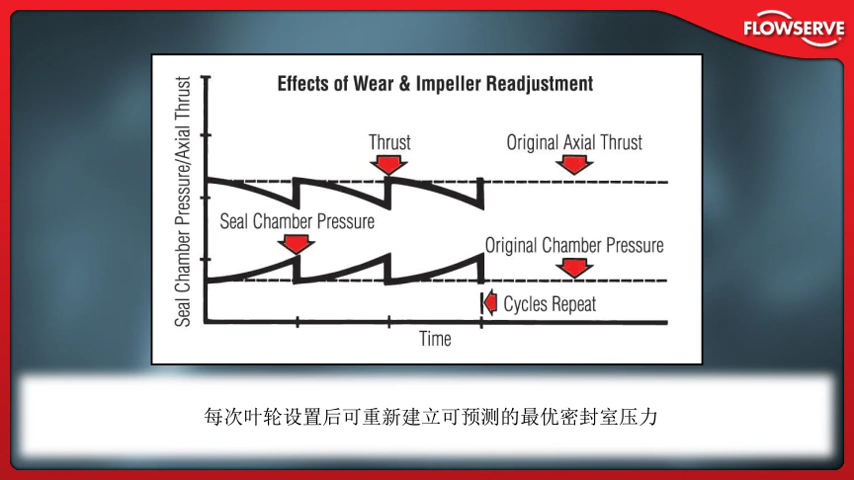 FLOWSERVE
Effects of Wear & Impeller Readjustment
Seal Chamber Pressure/Axial Thrust
Thrust
Original Axial Thrust
Seal Chamber Pressure
Original Chamber Pressure
Cycles Repeat
Time
每次叶轮设置后可重新建立可预测的最优密封室压力